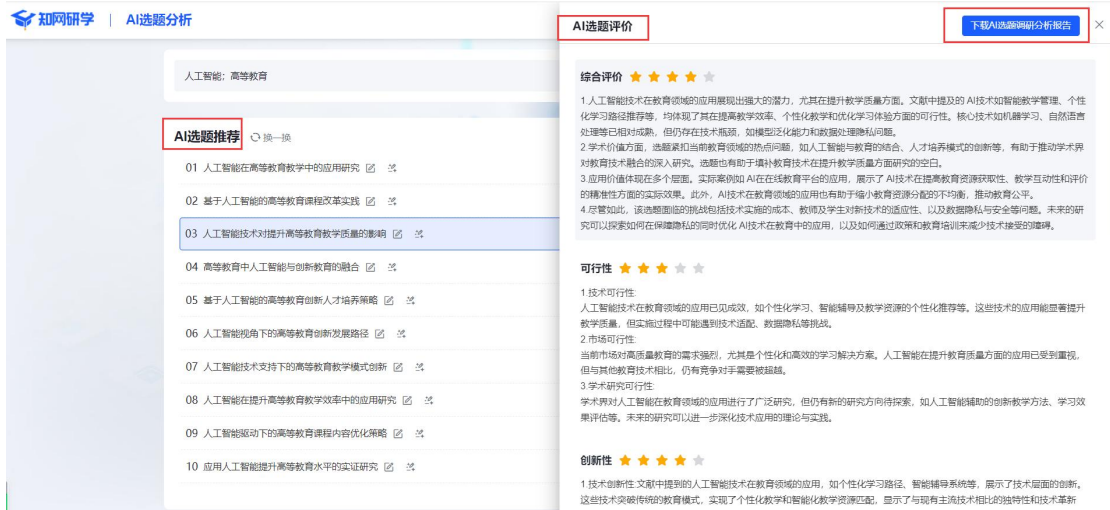 知网研学 | AI选题分析
人工智能；高等教育
AI选题推荐 换一换
01 人工智能在高等教育教学中的应用研究
02 基于人工智能的高等教育课程改革实践
03 人工智能技术对提升高等教育教学质量的影响
04 高等教育中人工智能与创新教育的融合
05 基于人工智能的高等教育创新人才培养策略
06 人工智能视角下的高等教育创新发展路径
07 人工智能技术支持下的高等教育教学模式创新
08 人工智能在提升高等教育教学效率中的应用研究
09 人工智能驱动下的高等教育课程内容优化策略
10 应用人工智能提升高等教育水平的实证研究
AI选题评价
下载AI选题调研分析报告
综合评价
1.人工智能技术在教育领域的应用展现出强大的潜力，尤其在提升教学质量方面。文献中提及的 AI技术如智能教学管理、个性
化学习路径推荐等，均体现了其在提高教学效率、个性化教学和优化学习体验方面的可行性。核心技术如机器学习、自然语言
处理等已相对成熟，但仍存在技术瓶颈，如模型泛化能力和数据处理隐私问题。
2.学术价值方面，选题紧扣当前教育领域的热点问题，如人工智能与教育的结合、人才培养模式的创新等，有助于推动学术界
对教育技术融合的深入研究。选题也有助于填补教育技术在提升教学质量方面研究的空白。
3.应用价值体现在多个层面。实际案例如 AI在在线教育平台的应用，展示了 AI技术在提高教育资源获取性、教学互动性和评价
的精准性方面的实际效果。此外，AI技术在教育领域的应用也有助于缩小教育资源分配的不均衡，推动教育公平。
4.尽管如此，该选题面临的挑战包括技术实施的成本、教师及学生对新技术的适应性、以及数据隐私与安全等问题。未来的研
究可以探索如何在保障隐私的同时优化 AI技术在教育中的应用，以及如何通过政策和教育培训来减少技术接受的障碍。
可行性
1.技术可行性:
人工智能技术在教育领域的应用已见成效，如个性化学习、智能辅导及教学资源的个性化推荐等。这些技术的应用能显著提升
教学质量，但实施过程中可能遇到技术适配、数据隐私等挑战。
2.市场可行性:
当前市场对高质量教育的需求强烈，尤其是个性化和高效的学习解决方案。人工智能在提升教育质量方面的应用已受到重视，
但与其他教育技术相比，仍有竞争对手需要被超越。
3.学术研究可行性:
学术界对人工智能在教育领域的应用进行了广泛研究，但仍有新的研究方向待探索，如人工智能辅助的创新教学方法、学习效
果评估等。未来的研究可以进一步深化技术应用的理论与实践。
创新性
1.技术创新性:文献中提到的人工智能技术在教育领域的应用，如个性化学习路径、智能辅导系统等，展示了技术层面的创新。
这些技术突破传统的教育模式，实现了个性化教学和智能化教学资源匹配，显示了与现有主流技术相比的独特性和技术革新